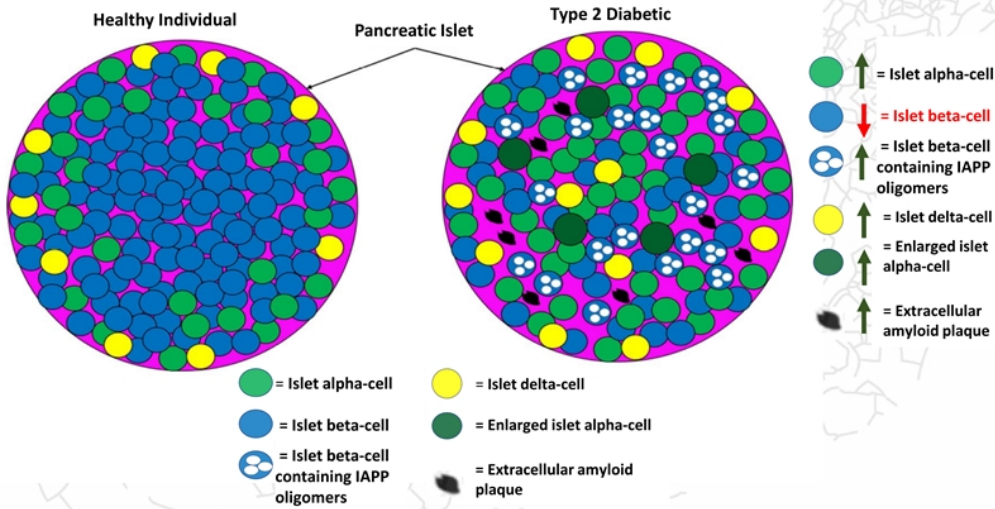 Healthy Individual
Type 2 Diabetic
Pancreatic Islet
= Islet alpha-cell
= Islet beta-cell
= Islet beta-cell
containing IAPP
oligomers
= Islet delta-cell
= Enlarged islet
alpha-cell
= Extracellular
amyloid plaque
= Islet alpha-cell
= Islet beta-cell
= Islet beta-cell
containing IAPP
oligomers
= Islet delta-cell
= Enlarged islet alpha-cell
= Extracellular amyloid
plaque